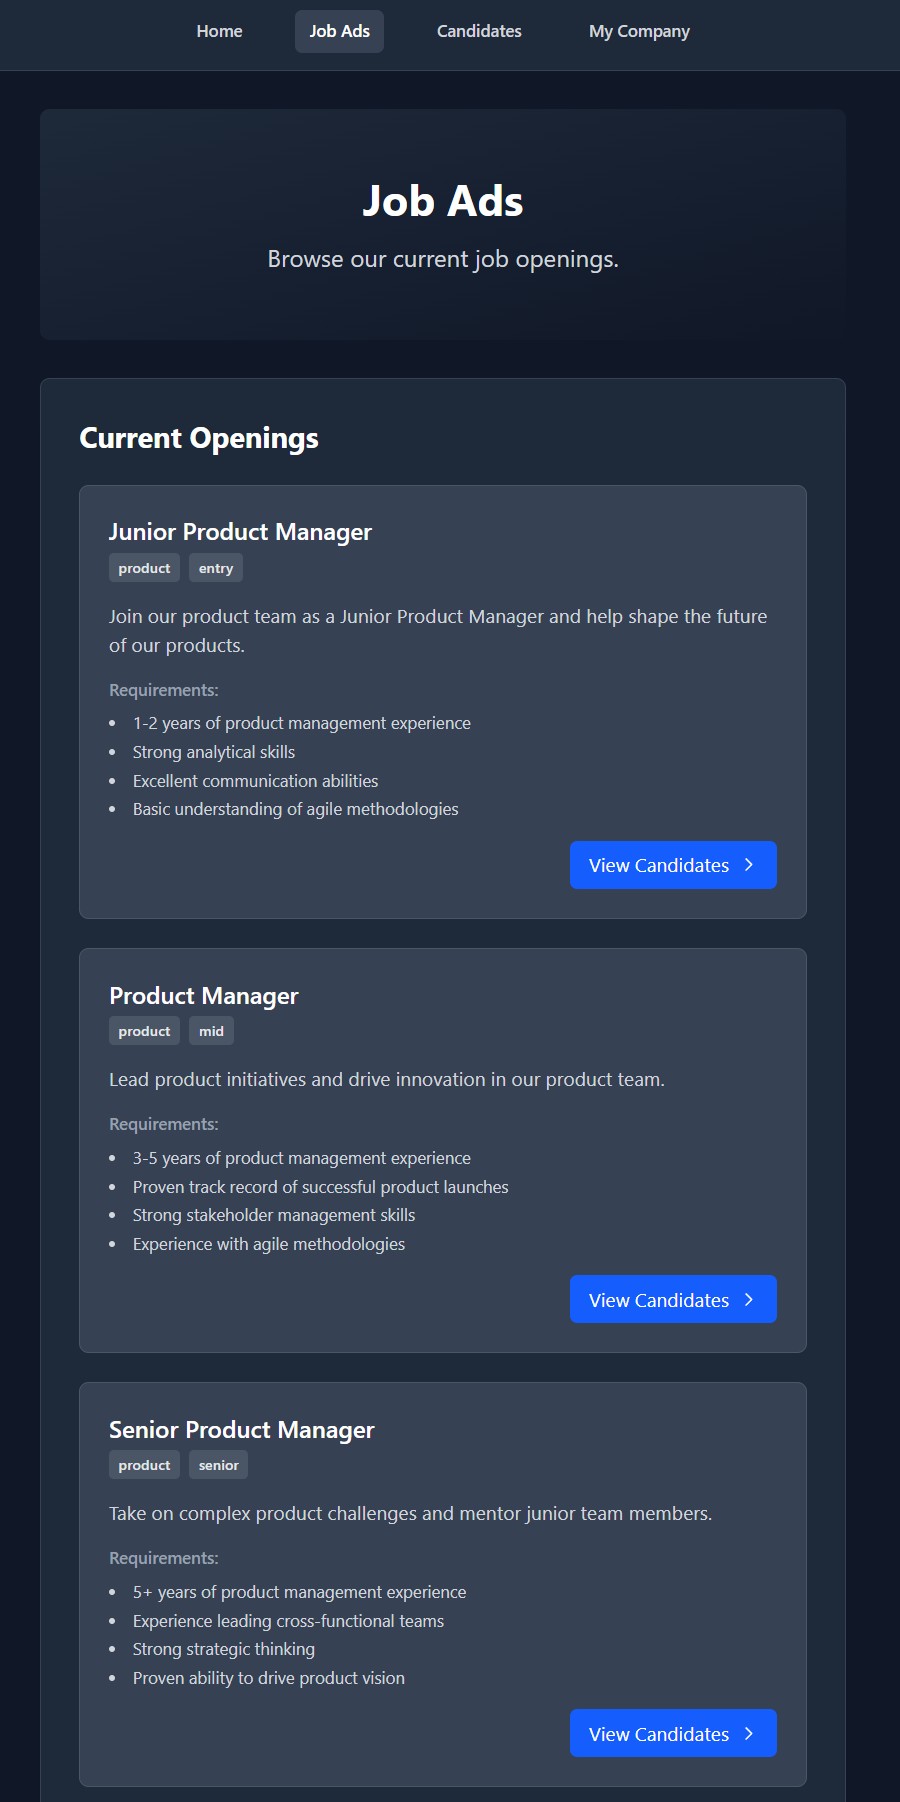 Home
Job Ads
Candidates
My Company
Job Ads
Browse our current job openings.
Current Openings
Junior Product Manager
product
entry
Join our product team as a Junior Product Manager and help shape the future
of our products.
Requirements:
• 1-2 years of product management experience
• Strong analytical skills
• Excellent communication abilities
• Basic understanding of agile methodologies
View Candidates >
Product Manager
product
mid
Lead product initiatives and drive innovation in our product team.
Requirements:
• 3-5 years of product management experience
• Proven track record of successful product launches
• Strong stakeholder management skills
• Experience with agile methodologies
View Candidates >
Senior Product Manager
product
senior
Take on complex product challenges and mentor junior team members.
Requirements:
• 5+ years of product management experience
• Experience leading cross-functional teams
• Strong strategic thinking
• Proven ability to drive product vision
View Candidates >